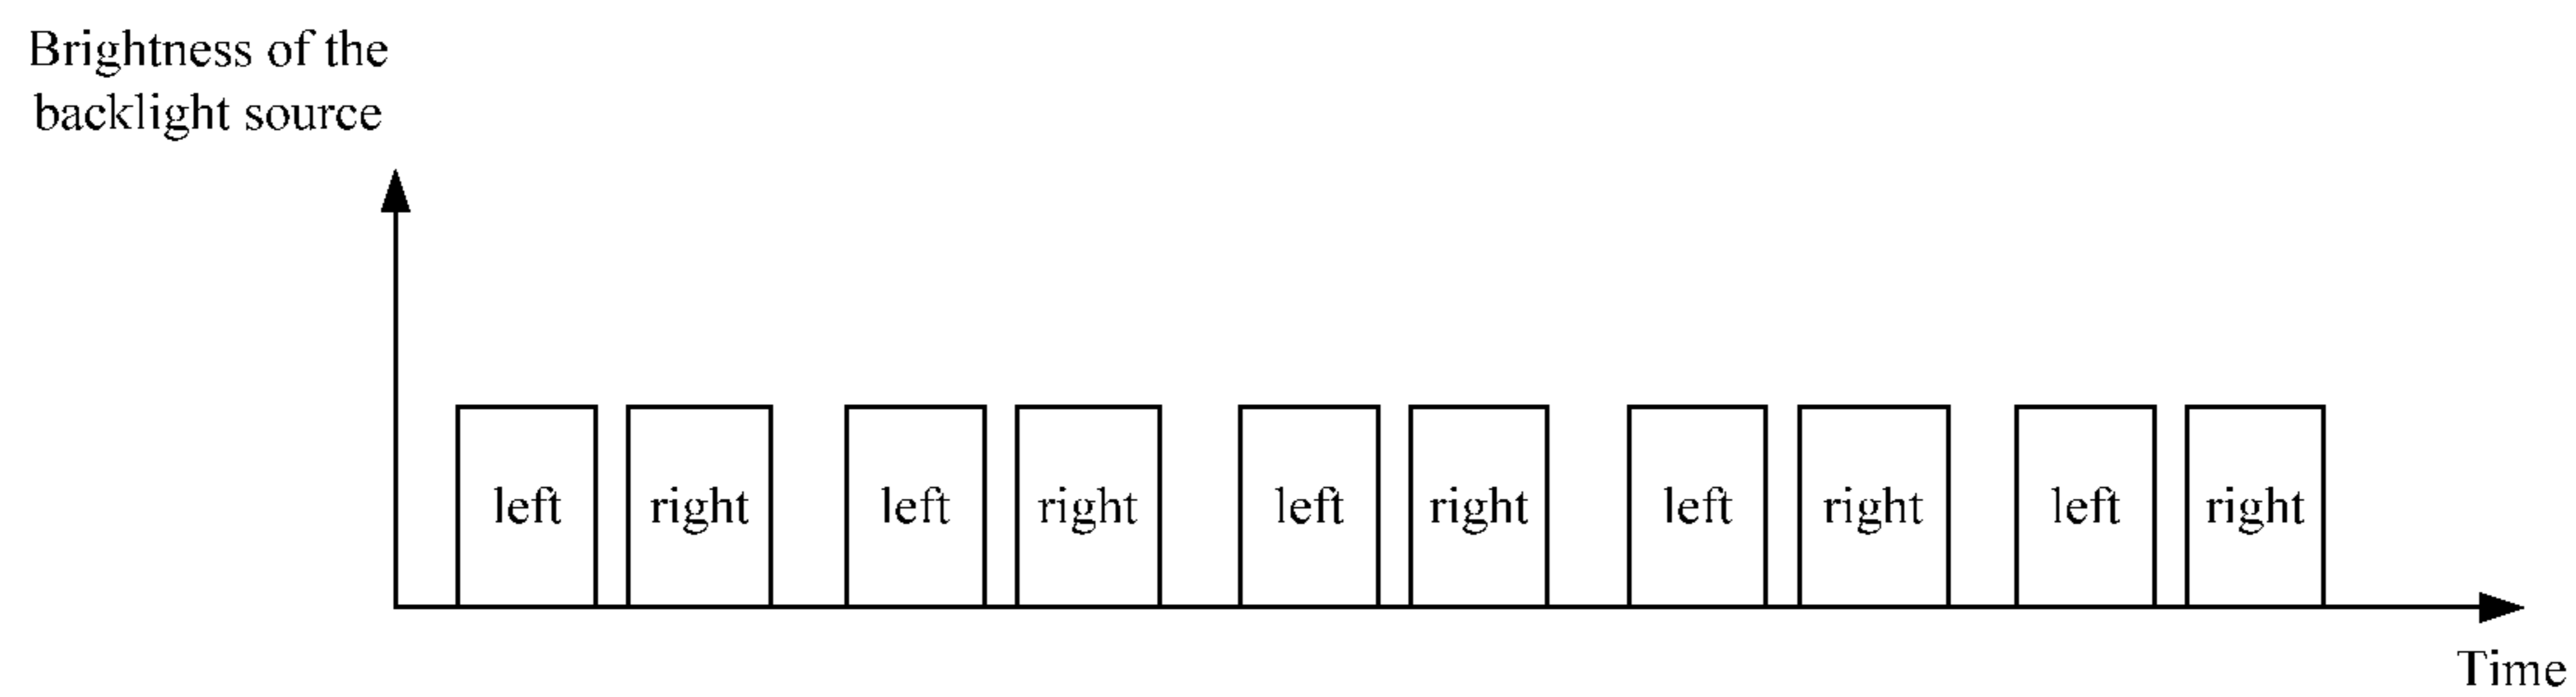 Brightness of the
backlight source
left right left right left right left right left right
Time